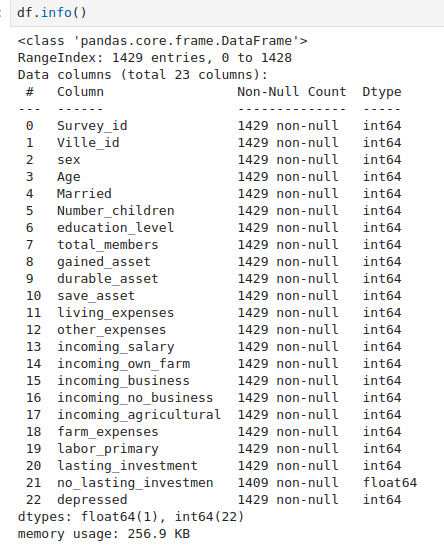 df.info()
<class 'pandas.core.frame.DataFrame'>
RangeIndex: 1429 entries, 0 to 1428
Data columns (total 23 columns):
 #   Column                Non-Null Count  Dtype
---  ------                --------------  -----
 0   Survey_id             1429 non-null   int64
 1   Ville_id              1429 non-null   int64
 2   sex                   1429 non-null   int64
 3   Age                   1429 non-null   int64
 4   Married               1429 non-null   int64
 5   Number_children       1429 non-null   int64
 6   education_level       1429 non-null   int64
 7   total_members         1429 non-null   int64
 8   gained_asset          1429 non-null   int64
 9   durable_asset         1429 non-null   int64
 10  save_asset            1429 non-null   int64
 11  living_expenses       1429 non-null   int64
 12  other_expenses        1429 non-null   int64
 13  incoming_salary       1429 non-null   int64
 14  incoming_own_farm     1429 non-null   int64
 15  incoming_business     1429 non-null   int64
 16  incoming_no_business  1429 non-null   int64
 17  incoming_agricultural 1429 non-null   int64
 18  farm_expenses         1429 non-null   int64
 19  labor_primary         1429 non-null   int64
 20  lasting_investment    1429 non-null   int64
 21  no_lasting_investmen  1409 non-null   float64
 22  depressed             1429 non-null   int64
dtypes: float64(1), int64(22)
memory usage: 256.9 KB